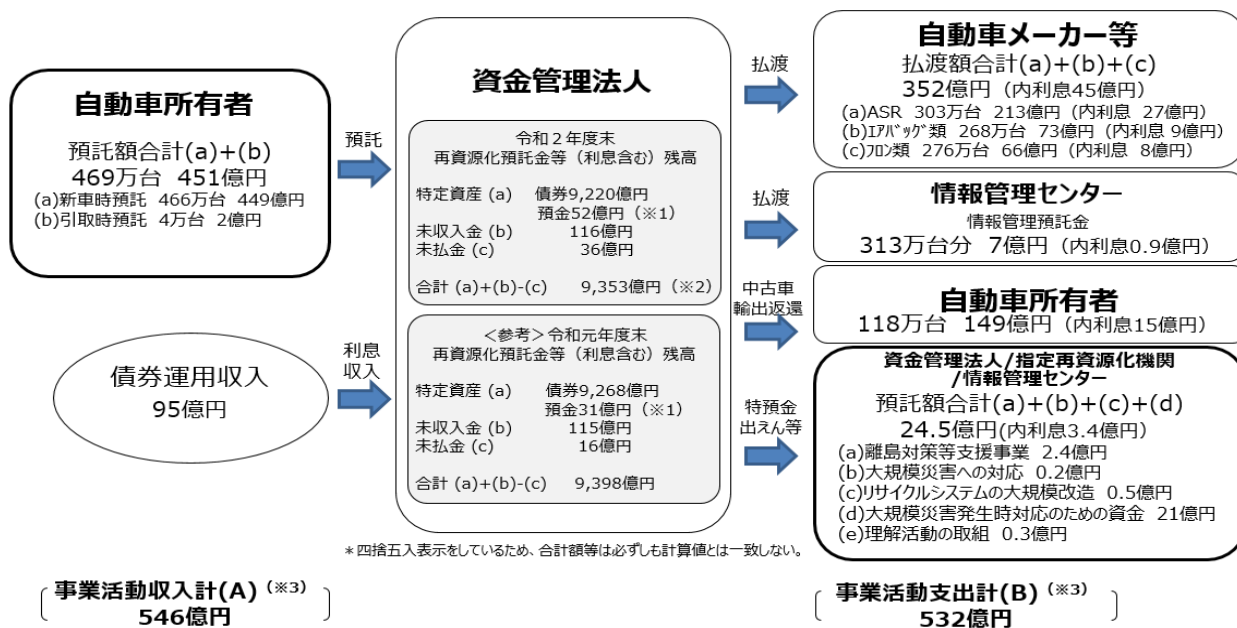 自動車所有者
預託額合計(a)+(b)
469万台 451億円
(a)新車時預託 466万台 449億円
(b)引取時預託 4万台 2億円
預託
債券運用収入
95億円
利息
収入
資金管理法人
令和２年度末
再資源化預託金等（利息含む）残高
特定資産 (a) 債券9,220億円
預金52億円（※1）
未収入金 (b) 116億円
未払金 (c) 36億円
合計 (a)+(b)-(c) 9,353億円（※2）
＜参考＞令和元年度末
再資源化預託金等（利息含む）残高
特定資産 (a) 債券9,268億円
預金31億円（※1）
未収入金 (b) 115億円
未払金 (c) 16億円
合計 (a)+(b)-(c) 9,398億円
払渡
自動車メーカー等
払渡額合計(a)+(b)+(c)
352億円（内利息45億円）
(a)ASR 303万台 213億円（内利息 27億円）
(b)ｴｱﾊﾞｯｸﾞ類 268万台 73億円（内利息 9億円）
(c)ﾌﾛﾝ類 276万台 66億円（内利息 8億円）
払渡
情報管理センター
情報管理預託金
313万台分 7億円（内利息0.9億円）
中古車
輸出返還
自動車所有者
118万台 149億円（内利息15億円）
特預金
出えん等
資金管理法人/指定再資源化機関
/情報管理センター
預託額合計(a)+(b)+(c)+(d)
24.5億円(内利息3.4億円）
(a)離島対策等支援事業 2.4億円
(b)大規模災害への対応 0.2億円
(c)リサイクルシステムの大規模改造 0.5億円
(d)大規模災害発生時対応のための資金 21億円
(e)理解活動の取組 0.3億円
＊四捨五入表示をしているため、合計額等は必ずしも計算値とは一致しない。
事業活動収入計(A)（※3）
546億円
事業活動支出計(B)（※3）
532億円